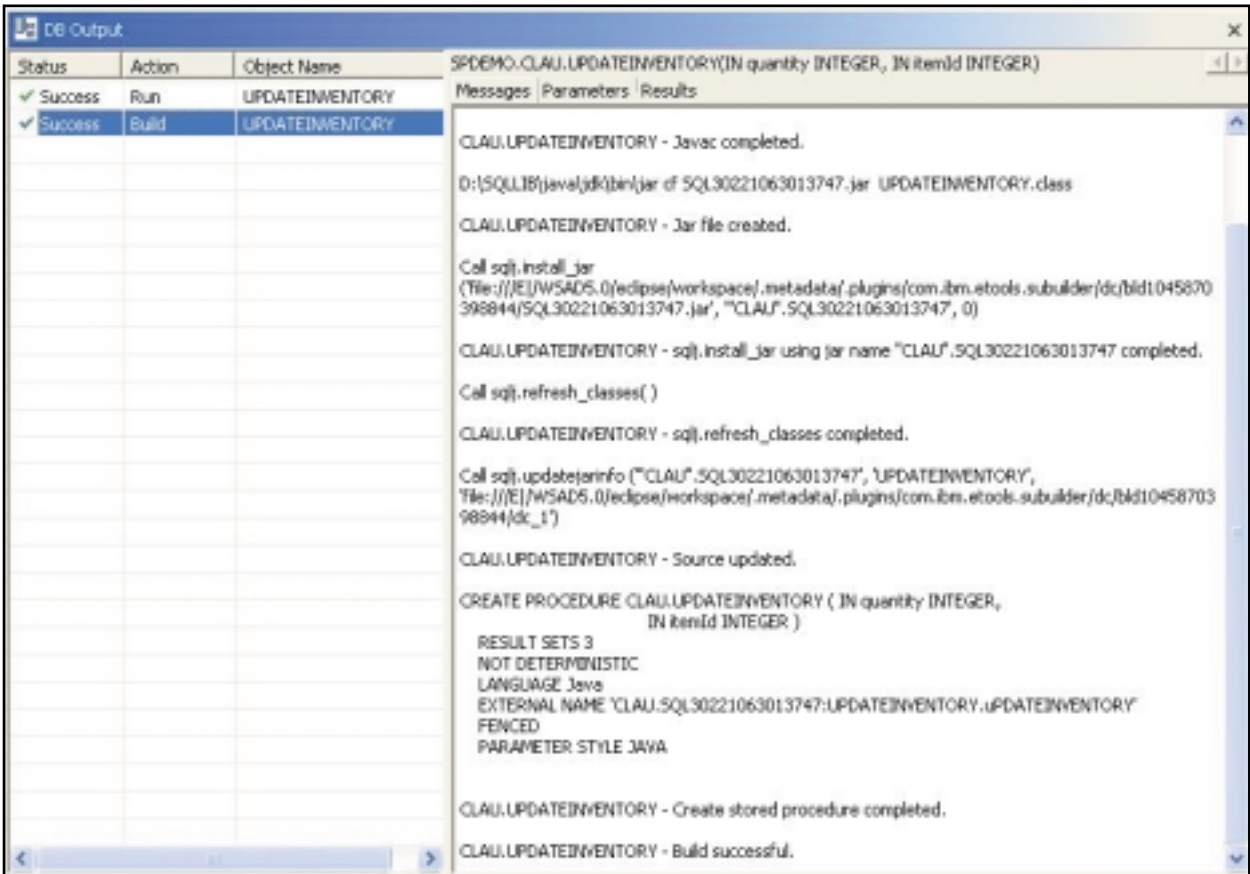 DB Output
Status Action Object Name
Success Run UPDATEINVENTORY
Success Build UPDATEINVENTORY
SPDEMO.CLAU.UPDATEINVENTORY(IN quantity INTEGER, IN itemId INTEGER)
Messages Parameters Results
CLAU.UPDATEINVENTORY - Javac completed.
D:\SQLLIB\java\jdk\bin\jar cf SQL30221063013747.jar UPDATEINVENTORY.class
CLAU.UPDATEINVENTORY - Jar file created.
Call sqlj.install_jar
('file:///E|/WSAD5.0/eclipse/workspace/.metadata/.plugins/com.ibm.etools.subuilder/dc/bld1045870
398844/SQL30221063013747.jar', '"CLAU".SQL30221063013747', 0)
CLAU.UPDATEINVENTORY - sqlj.install_jar using jar name "CLAU".SQL30221063013747 completed.
Call sqlj.refresh_classes( )
CLAU.UPDATEINVENTORY - sqlj.refresh_classes completed.
Call sqlj.updatejarinfo ('"CLAU".SQL30221063013747', 'UPDATEINVENTORY',
'file:///E|/WSAD5.0/eclipse/workspace/.metadata/.plugins/com.ibm.etools.subuilder/dc/bld10458703
98844/dc_1')
CLAU.UPDATEINVENTORY - Source updated.
CREATE PROCEDURE CLAU.UPDATEINVENTORY ( IN quantity INTEGER,
IN itemId INTEGER )
RESULT SETS 3
NOT DETERMINISTIC
LANGUAGE Java
EXTERNAL NAME 'CLAU.SQL30221063013747:UPDATEINVENTORY.uPDATEINVENTORY'
FENCED
PARAMETER STYLE JAVA
CLAU.UPDATEINVENTORY - Create stored procedure completed.
CLAU.UPDATEINVENTORY - Build successful.